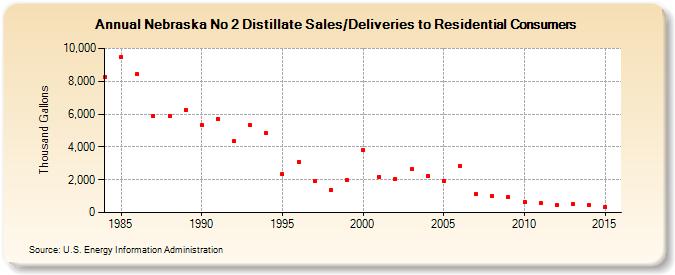 Annual Nebraska No 2 Distillate Sales/Deliveries to Residential Consumers
Thousand Gallons
10,000
8,000
6,000
4,000
2,000
0
1985 1990 1995 2000 2005 2010 2015
Source: U.S. Energy Information Administration